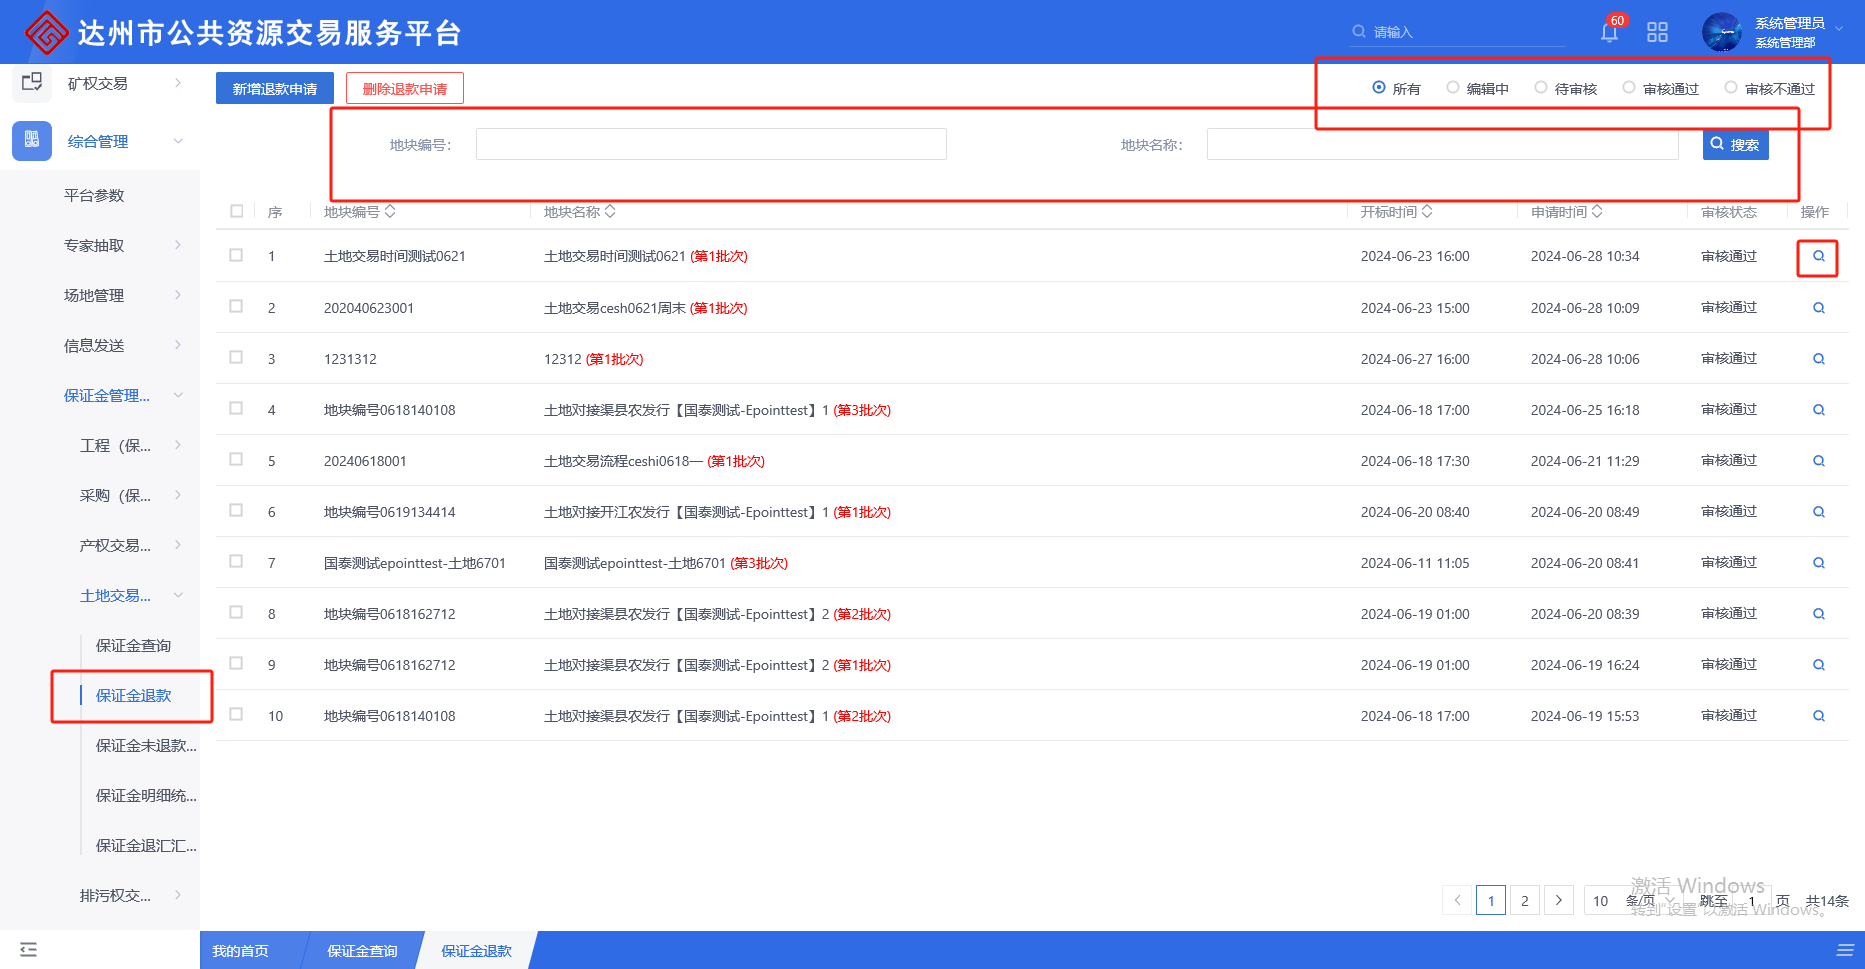 达州市公共资源交易服务平台
请输入
60
系统管理员
系统管理部
矿权交易
综合管理
平台参数
专家抽取
场地管理
信息发送
保证金管理...
工程（保...
采购（保...
产权交易...
土地交易...
保证金查询
保证金退款
保证金未退款...
保证金明细统...
保证金退汇汇...
排污权交...
新增退款申请 删除退款申请
所有 编辑中 待审核 审核通过 审核不通过
地块编号： 地块名称： 搜索
序 地块编号 地块名称 开标时间 申请时间 审核状态 操作
1 土地交易时间测试0621 土地交易时间测试0621 (第1批次) 2024-06-23 16:00 2024-06-28 10:34 审核通过
2 202040623001 土地交易cesh0621周末 (第1批次) 2024-06-23 15:00 2024-06-28 10:09 审核通过
3 1231312 12312 (第1批次) 2024-06-27 16:00 2024-06-28 10:06 审核通过
4 地块编号0618140108 土地对接渠县农发行【国泰测试-Epointtest】1 (第3批次) 2024-06-18 17:00 2024-06-25 16:18 审核通过
5 20240618001 土地交易流程ceshi0618一 (第1批次) 2024-06-18 17:30 2024-06-21 11:29 审核通过
6 地块编号0619134414 土地对接开江农发行【国泰测试-Epointtest】1 (第1批次) 2024-06-20 08:40 2024-06-20 08:49 审核通过
7 国泰测试epointtest-土地6701 国泰测试epointtest-土地6701 (第3批次) 2024-06-11 11:05 2024-06-20 08:41 审核通过
8 地块编号0618162712 土地对接渠县农发行【国泰测试-Epointtest】2 (第2批次) 2024-06-19 01:00 2024-06-20 08:39 审核通过
9 地块编号0618162712 土地对接渠县农发行【国泰测试-Epointtest】2 (第1批次) 2024-06-19 01:00 2024-06-19 16:24 审核通过
10 地块编号0618140108 土地对接渠县农发行【国泰测试-Epointtest】1 (第2批次) 2024-06-18 17:00 2024-06-19 15:53 审核通过
1 2 10 条/页 跳至 1 页 共14条
激活 Windows
转到"设置"以激活 Windows。
我的首页 保证金查询 保证金退款